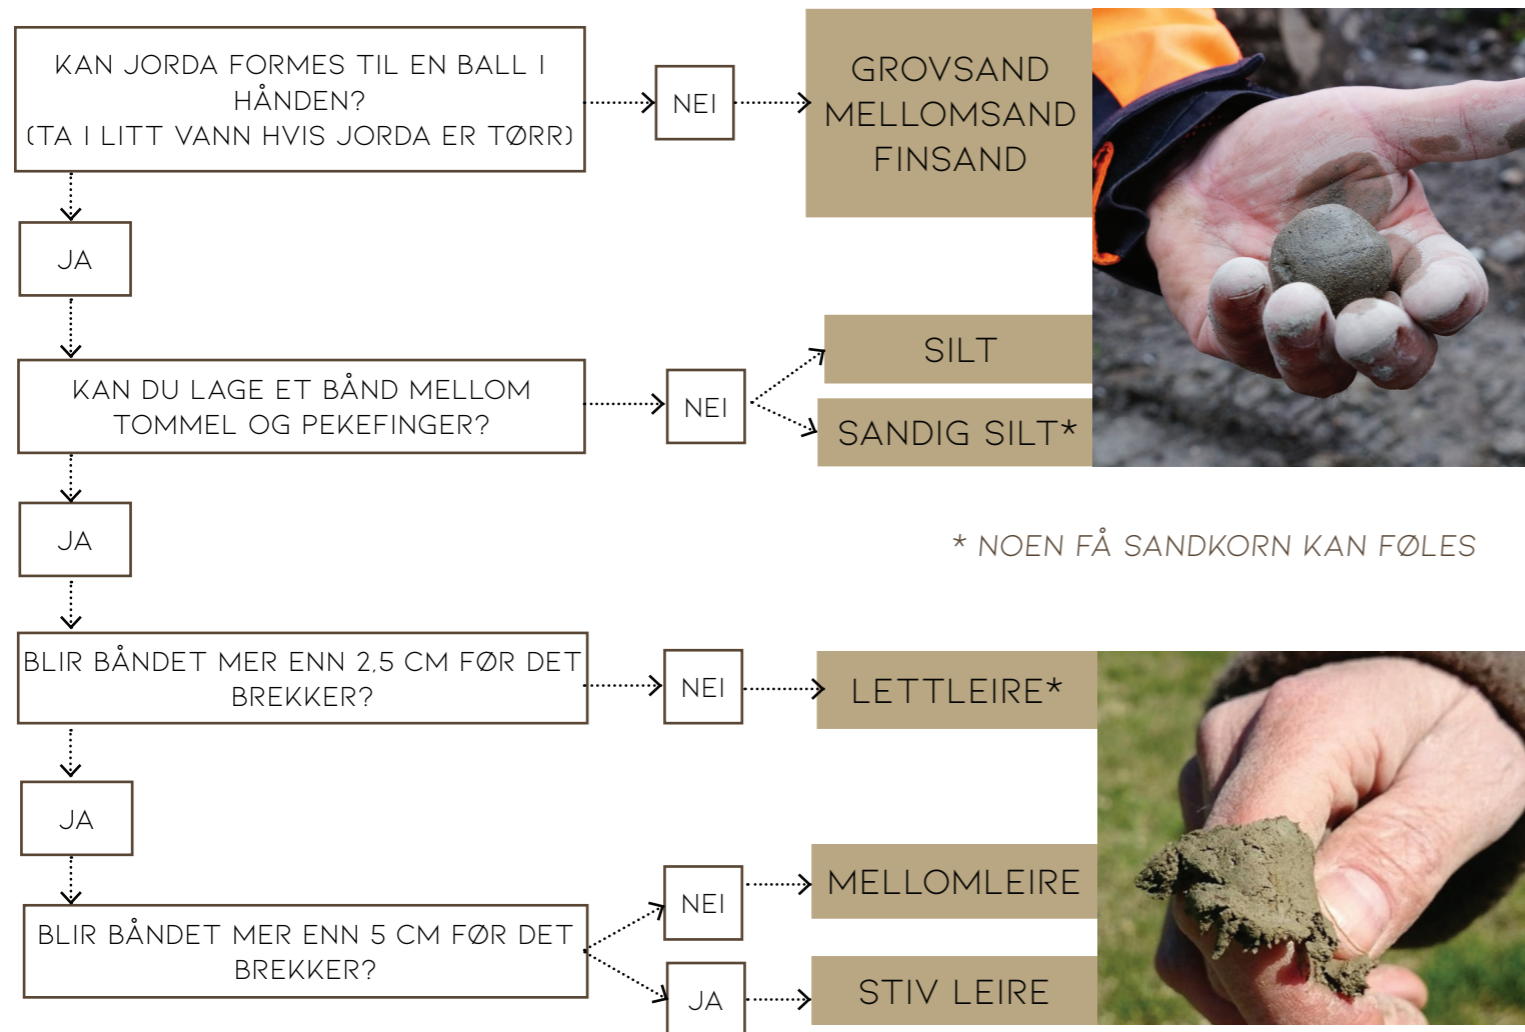 KAN JORDA FORMES TIL EN BALL I
HÅNDEN?
(TA I LITT VANN HVIS JORDA ER TØRR)
NEI
GROVSAND
MELLOMSAND
FINSAND
JA
KAN DU LAGE ET BÅND MELLOM
TOMMEL OG PEKEFINGER?
NEI
SILT
SANDIG SILT*
JA
* NOEN FÅ SANDKORN KAN FØLES
BLIR BÅNDET MER ENN 2,5 CM FØR DET
BREKKER?
NEI
LETTLEIRE*
JA
BLIR BÅNDET MER ENN 5 CM FØR DET
BREKKER?
NEI
MELLOMLEIRE
JA
STIV LEIRE